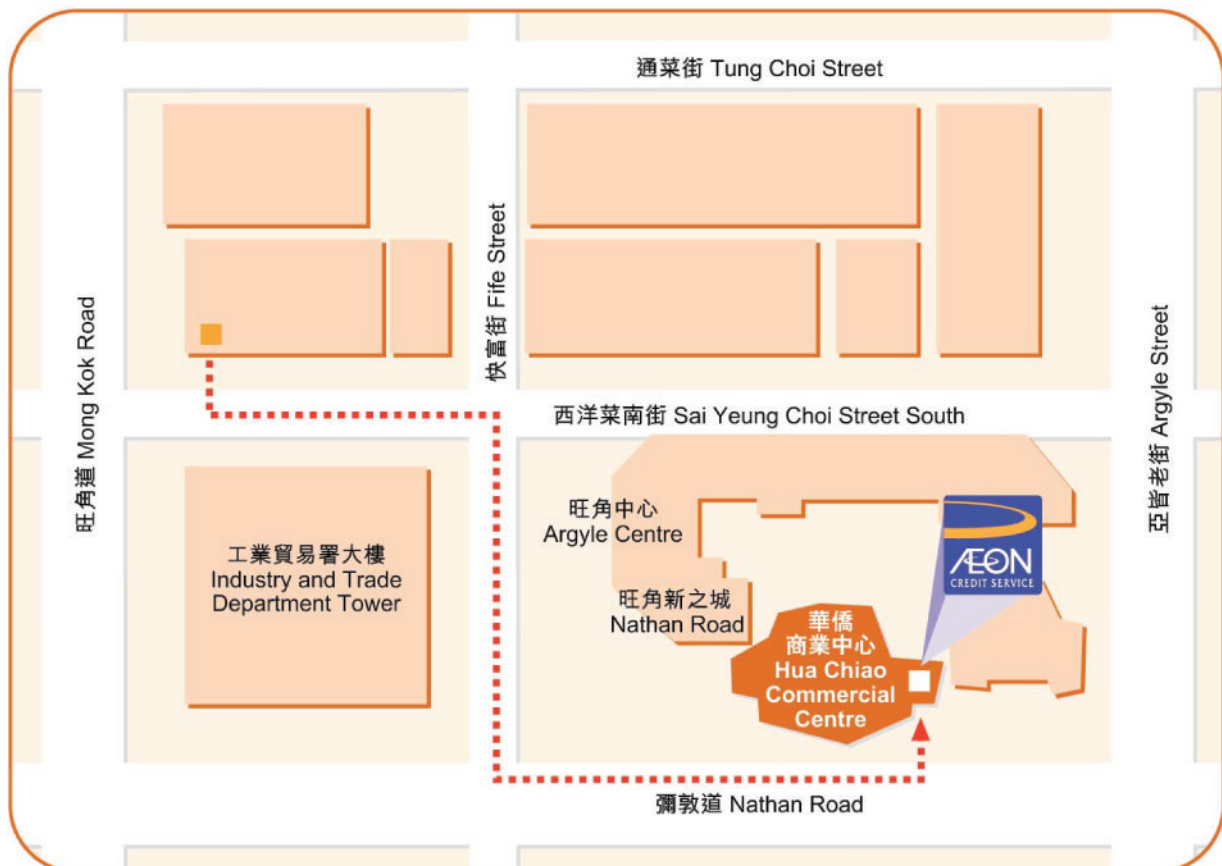 通菜街 Tung Choi Street
旺角道 Mong Kok Road
快富街 Fife Street
亞皆老街 Argyle Street
西洋菜南街 Sai Yeung Choi Street South
工業貿易署大樓
Industry and Trade
Department Tower
旺角中心
Argyle Centre
旺角新之城
Nathan Road
ÆON
CREDIT SERVICE
華僑
商業中心
Hua Chiao
Commercial
Centre
彌敦道 Nathan Road